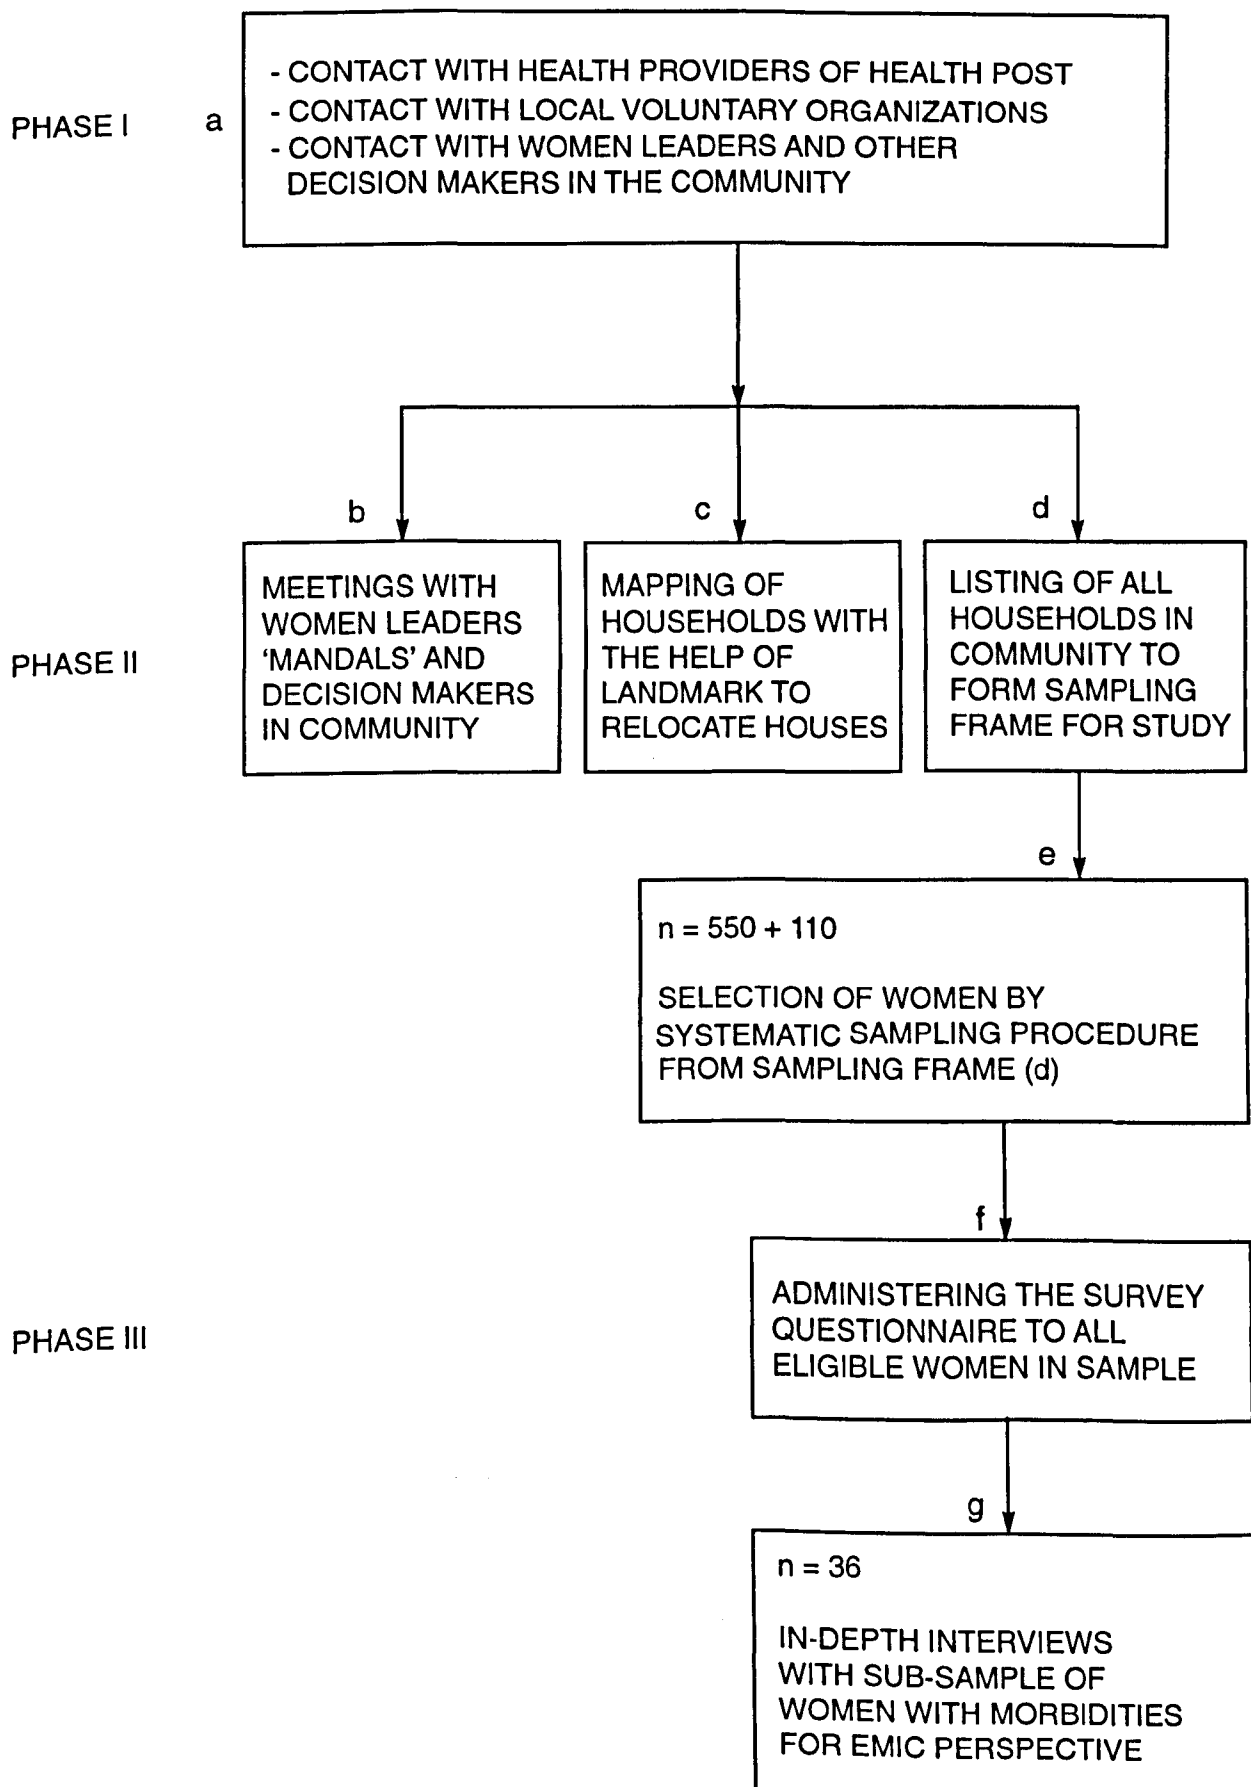 PHASE I
a
- CONTACT WITH HEALTH PROVIDERS OF HEALTH POST
- CONTACT WITH LOCAL VOLUNTARY ORGANIZATIONS
- CONTACT WITH WOMEN LEADERS AND OTHER
DECISION MAKERS IN THE COMMUNITY
PHASE II
b
MEETINGS WITH
WOMEN LEADERS
‘MANDALS’ AND
DECISION MAKERS
IN COMMUNITY
c
MAPPING OF
HOUSEHOLDS WITH
THE HELP OF
LANDMARK TO
RELOCATE HOUSES
d
LISTING OF ALL
HOUSEHOLDS IN
COMMUNITY TO
FORM SAMPLING
FRAME FOR STUDY
e
n = 550 + 110
SELECTION OF WOMEN BY
SYSTEMATIC SAMPLING PROCEDURE
FROM SAMPLING FRAME (d)
PHASE III
f
ADMINISTERING THE SURVEY
QUESTIONNAIRE TO ALL
ELIGIBLE WOMEN IN SAMPLE
g
n = 36
IN-DEPTH INTERVIEWS
WITH SUB-SAMPLE OF
WOMEN WITH MORBIDITIES
FOR EMIC PERSPECTIVE